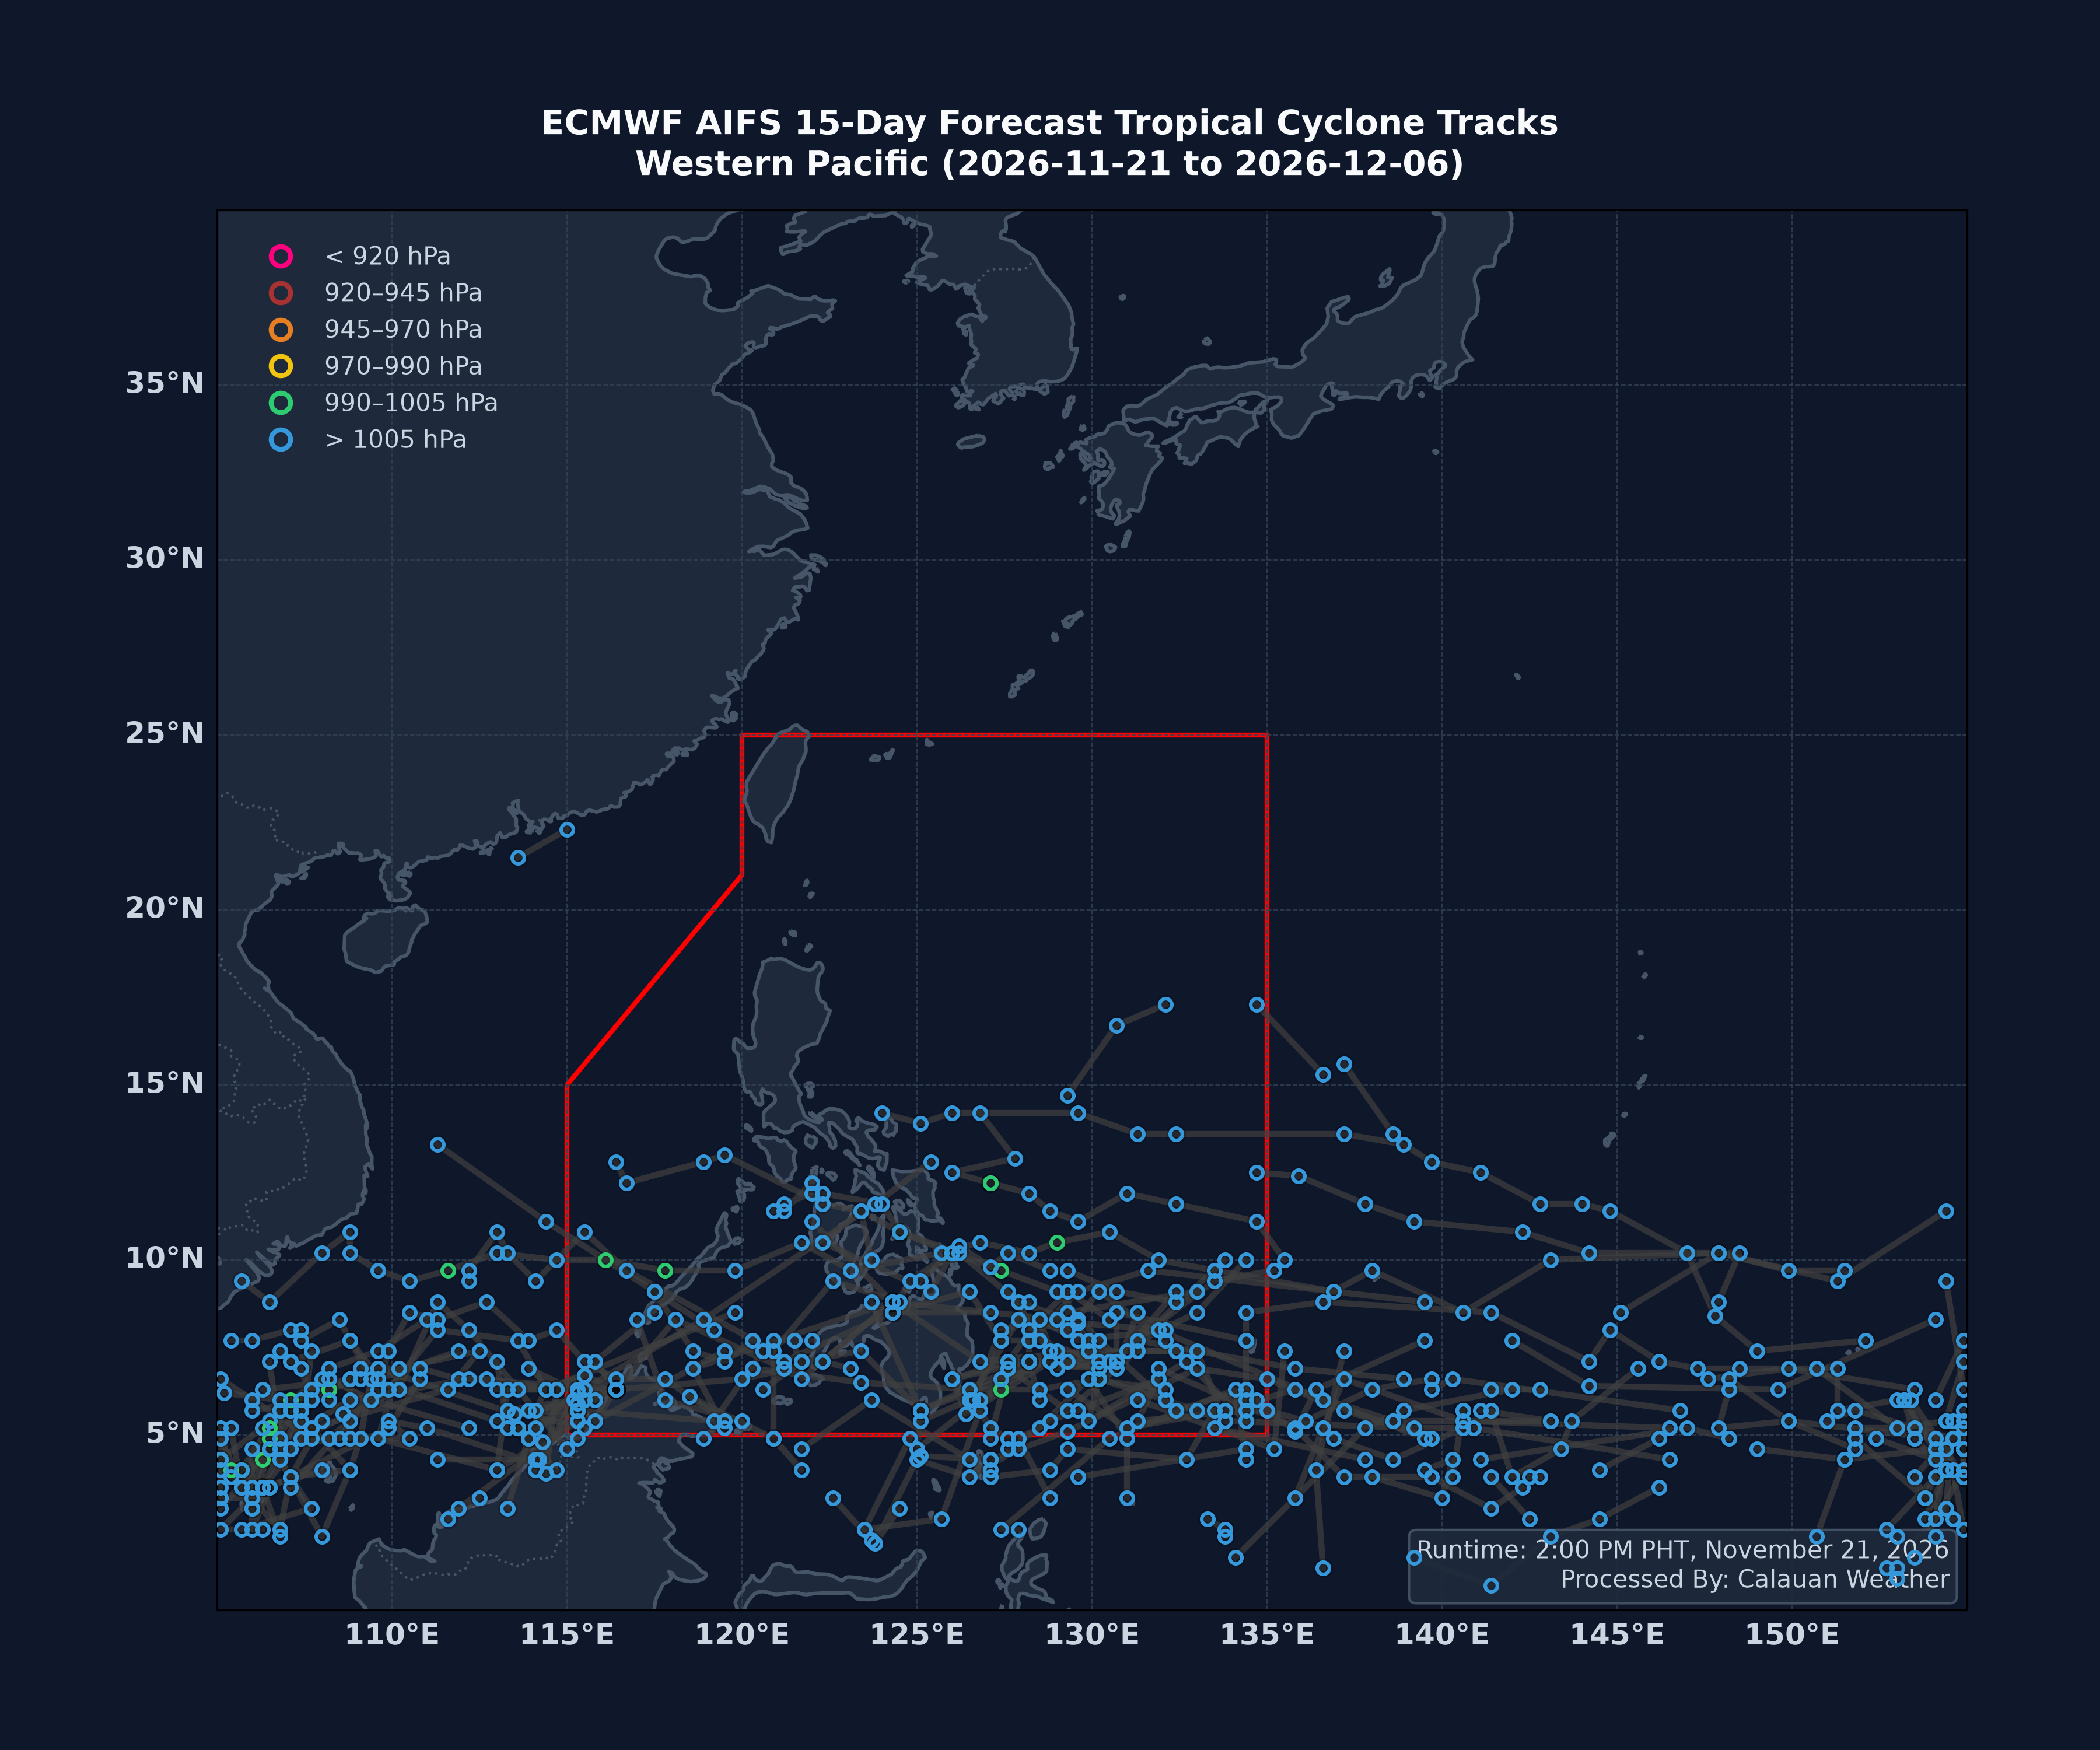 ECMWF AIFS 15-Day Forecast Tropical Cyclone Tracks
Western Pacific (2026-11-21 to 2026-12-06)
< 920 hPa
920–945 hPa
945–970 hPa
970–990 hPa
990–1005 hPa
> 1005 hPa
35°N
30°N
25°N
20°N
15°N
10°N
5°N
Runtime: 2:00 PM PHT, November 21, 2026
Processed By: Calauan Weather
110°E 115°E 120°E 125°E 130°E 135°E 140°E 145°E 150°E